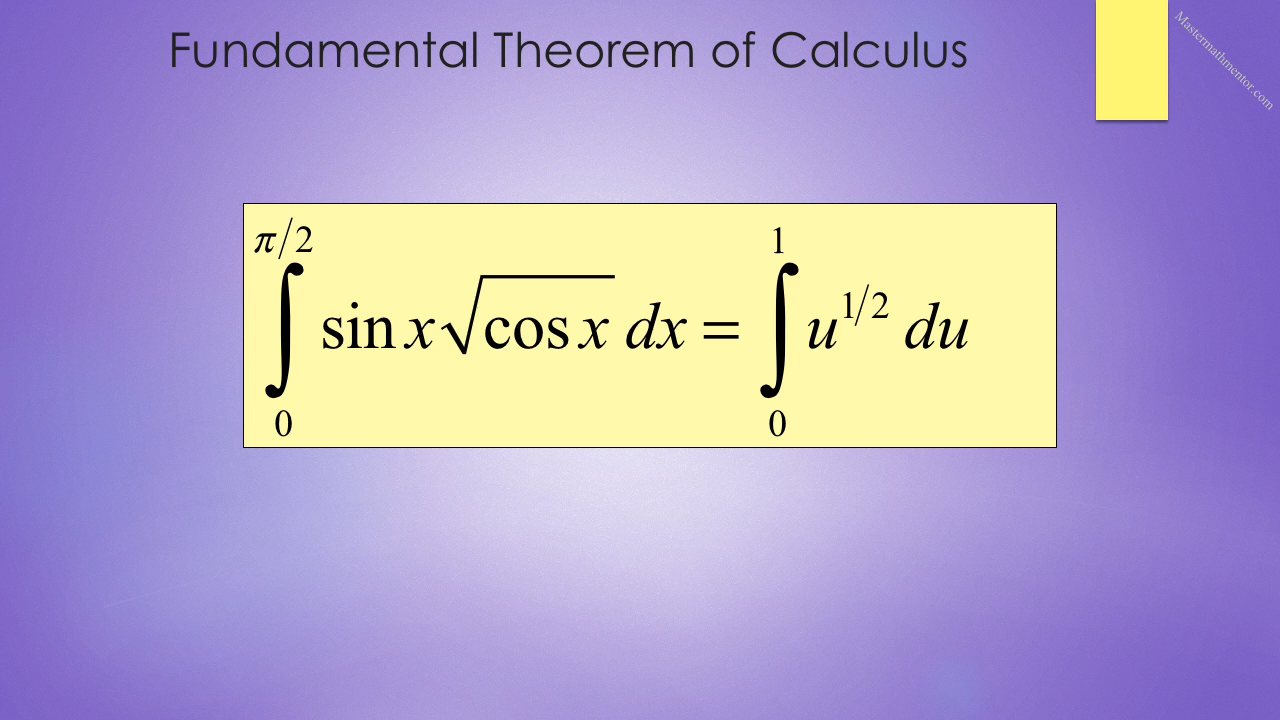 Fundamental Theorem of Calculus
Mastermathmentor.com
∫₀^{π/2} sin x √(cos x) dx = ∫₀^1 u^{1/2} du